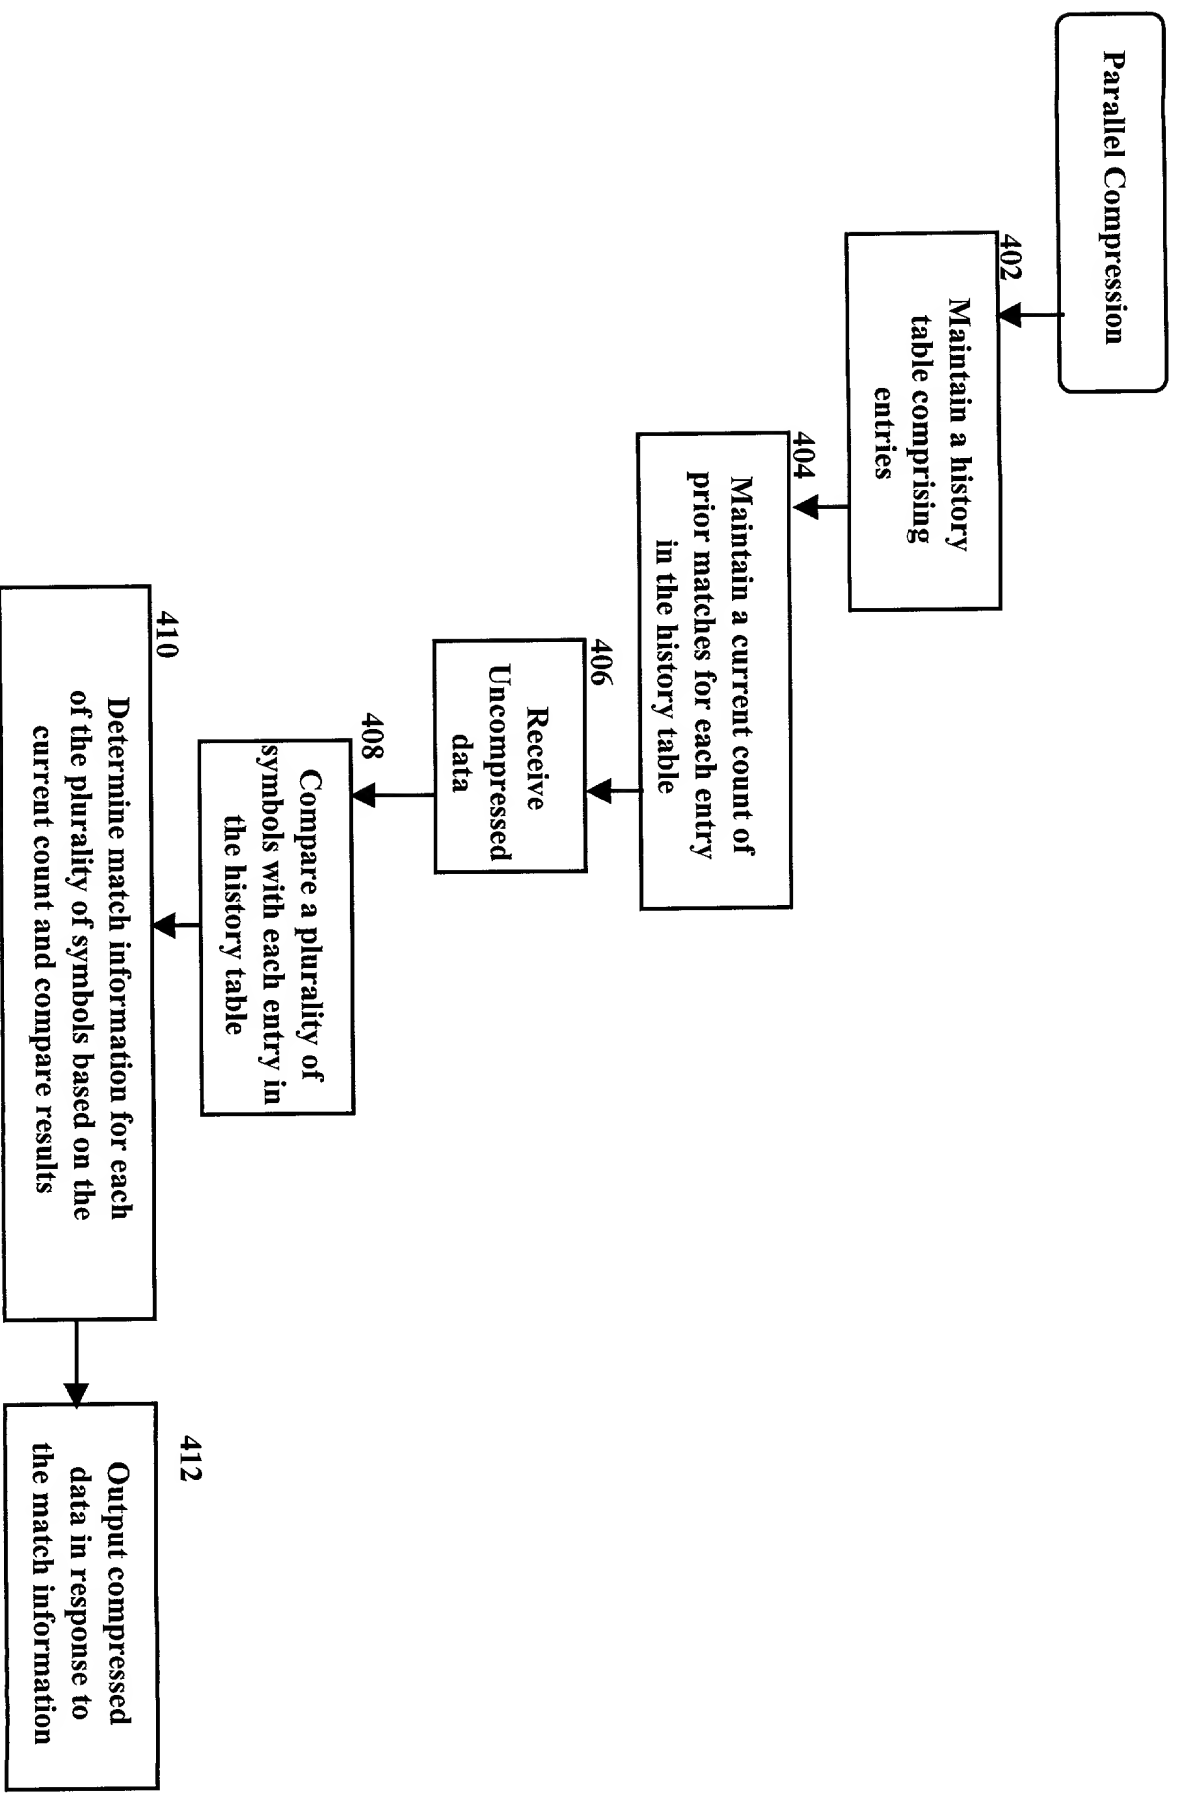 Parallel Compression
402
Maintain a history
table comprising
entries
404
Maintain a current count of
prior matches for each entry
in the history table
406
Receive
Uncompressed
data
408
Compare a plurality of
symbols with each entry in
the history table
410
Determine match information for each
of the plurality of symbols based on the
current count and compare results
412
Output compressed
data in response to
the match information